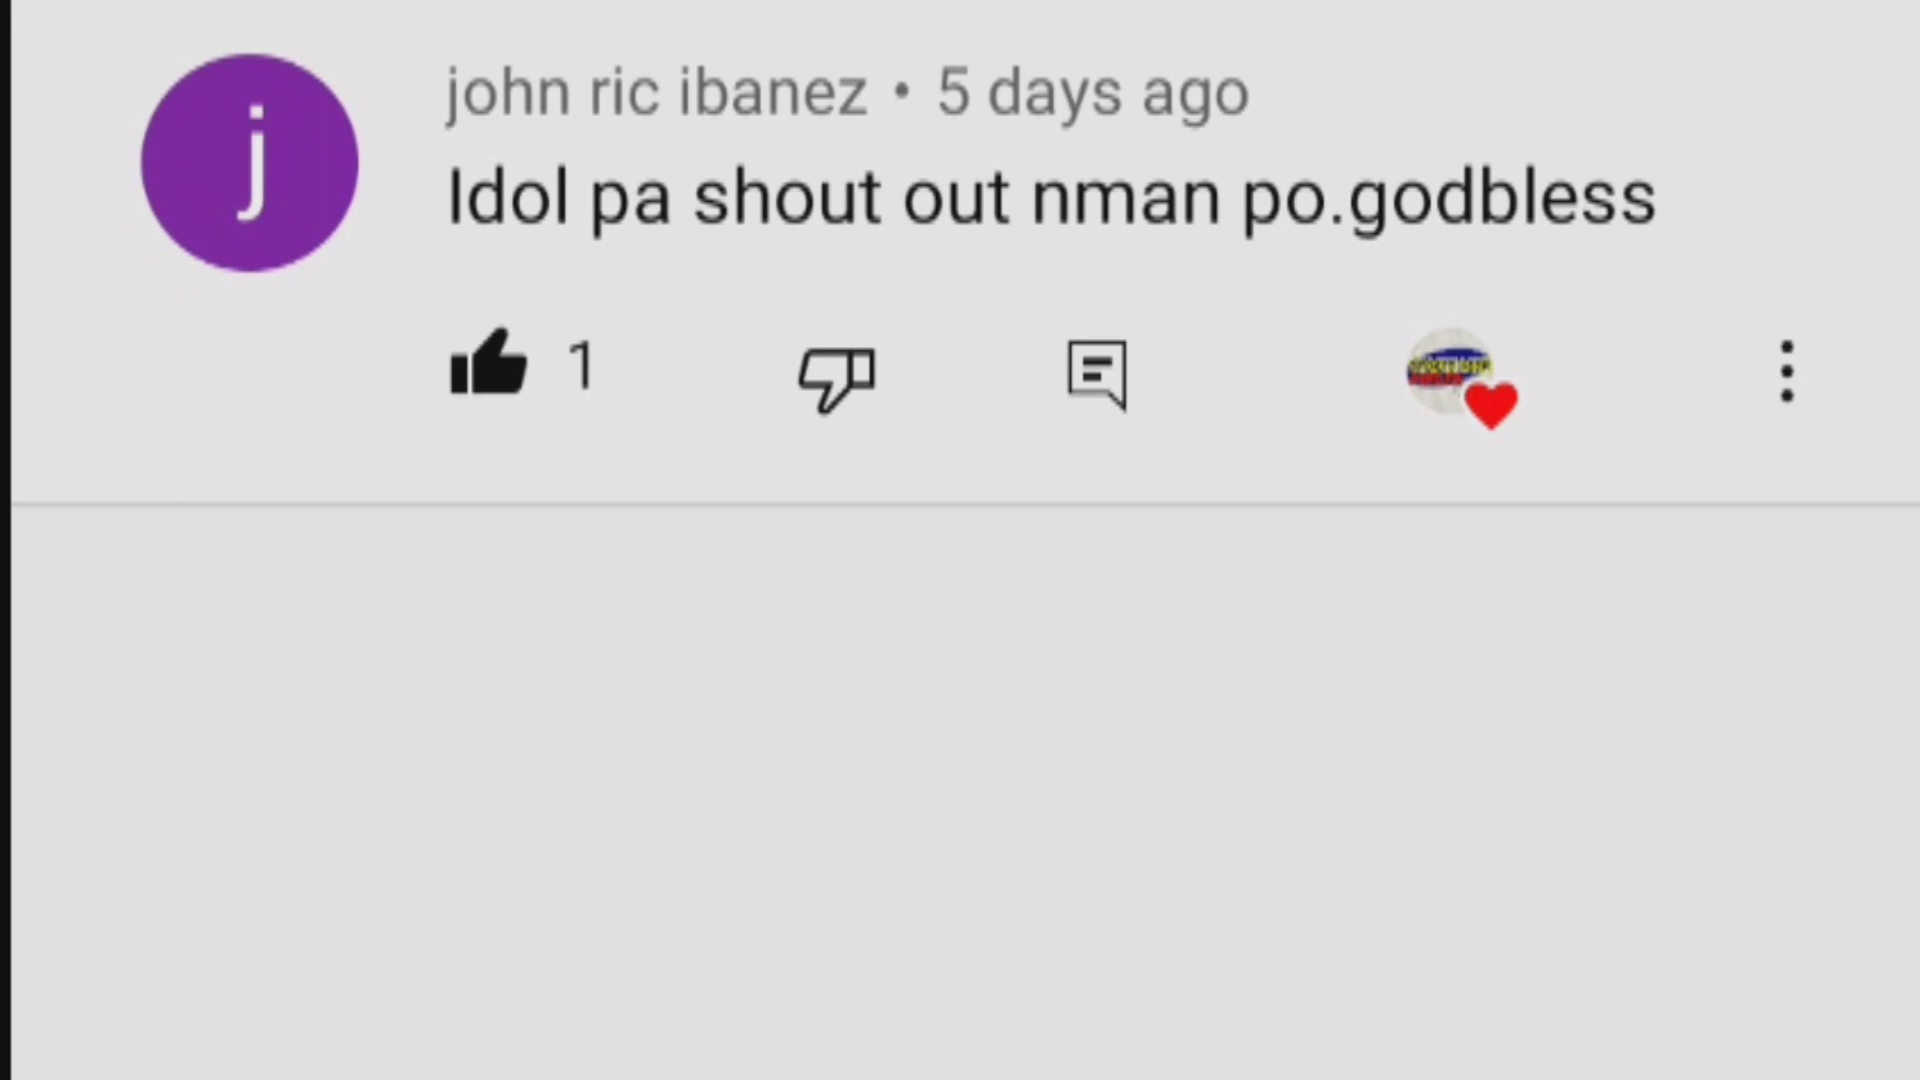 j
john ric ibanez • 5 days ago
Idol pa shout out nman po.godbless
1